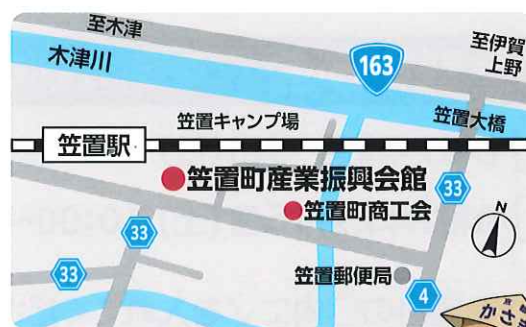 至木津
至伊賀
上野
木津川
163
笠置キャンプ場
笠置大橋
笠置駅
笠置町産業振興会館
33
笠置町商工会
N
33
33
笠置郵便局
4
かさ